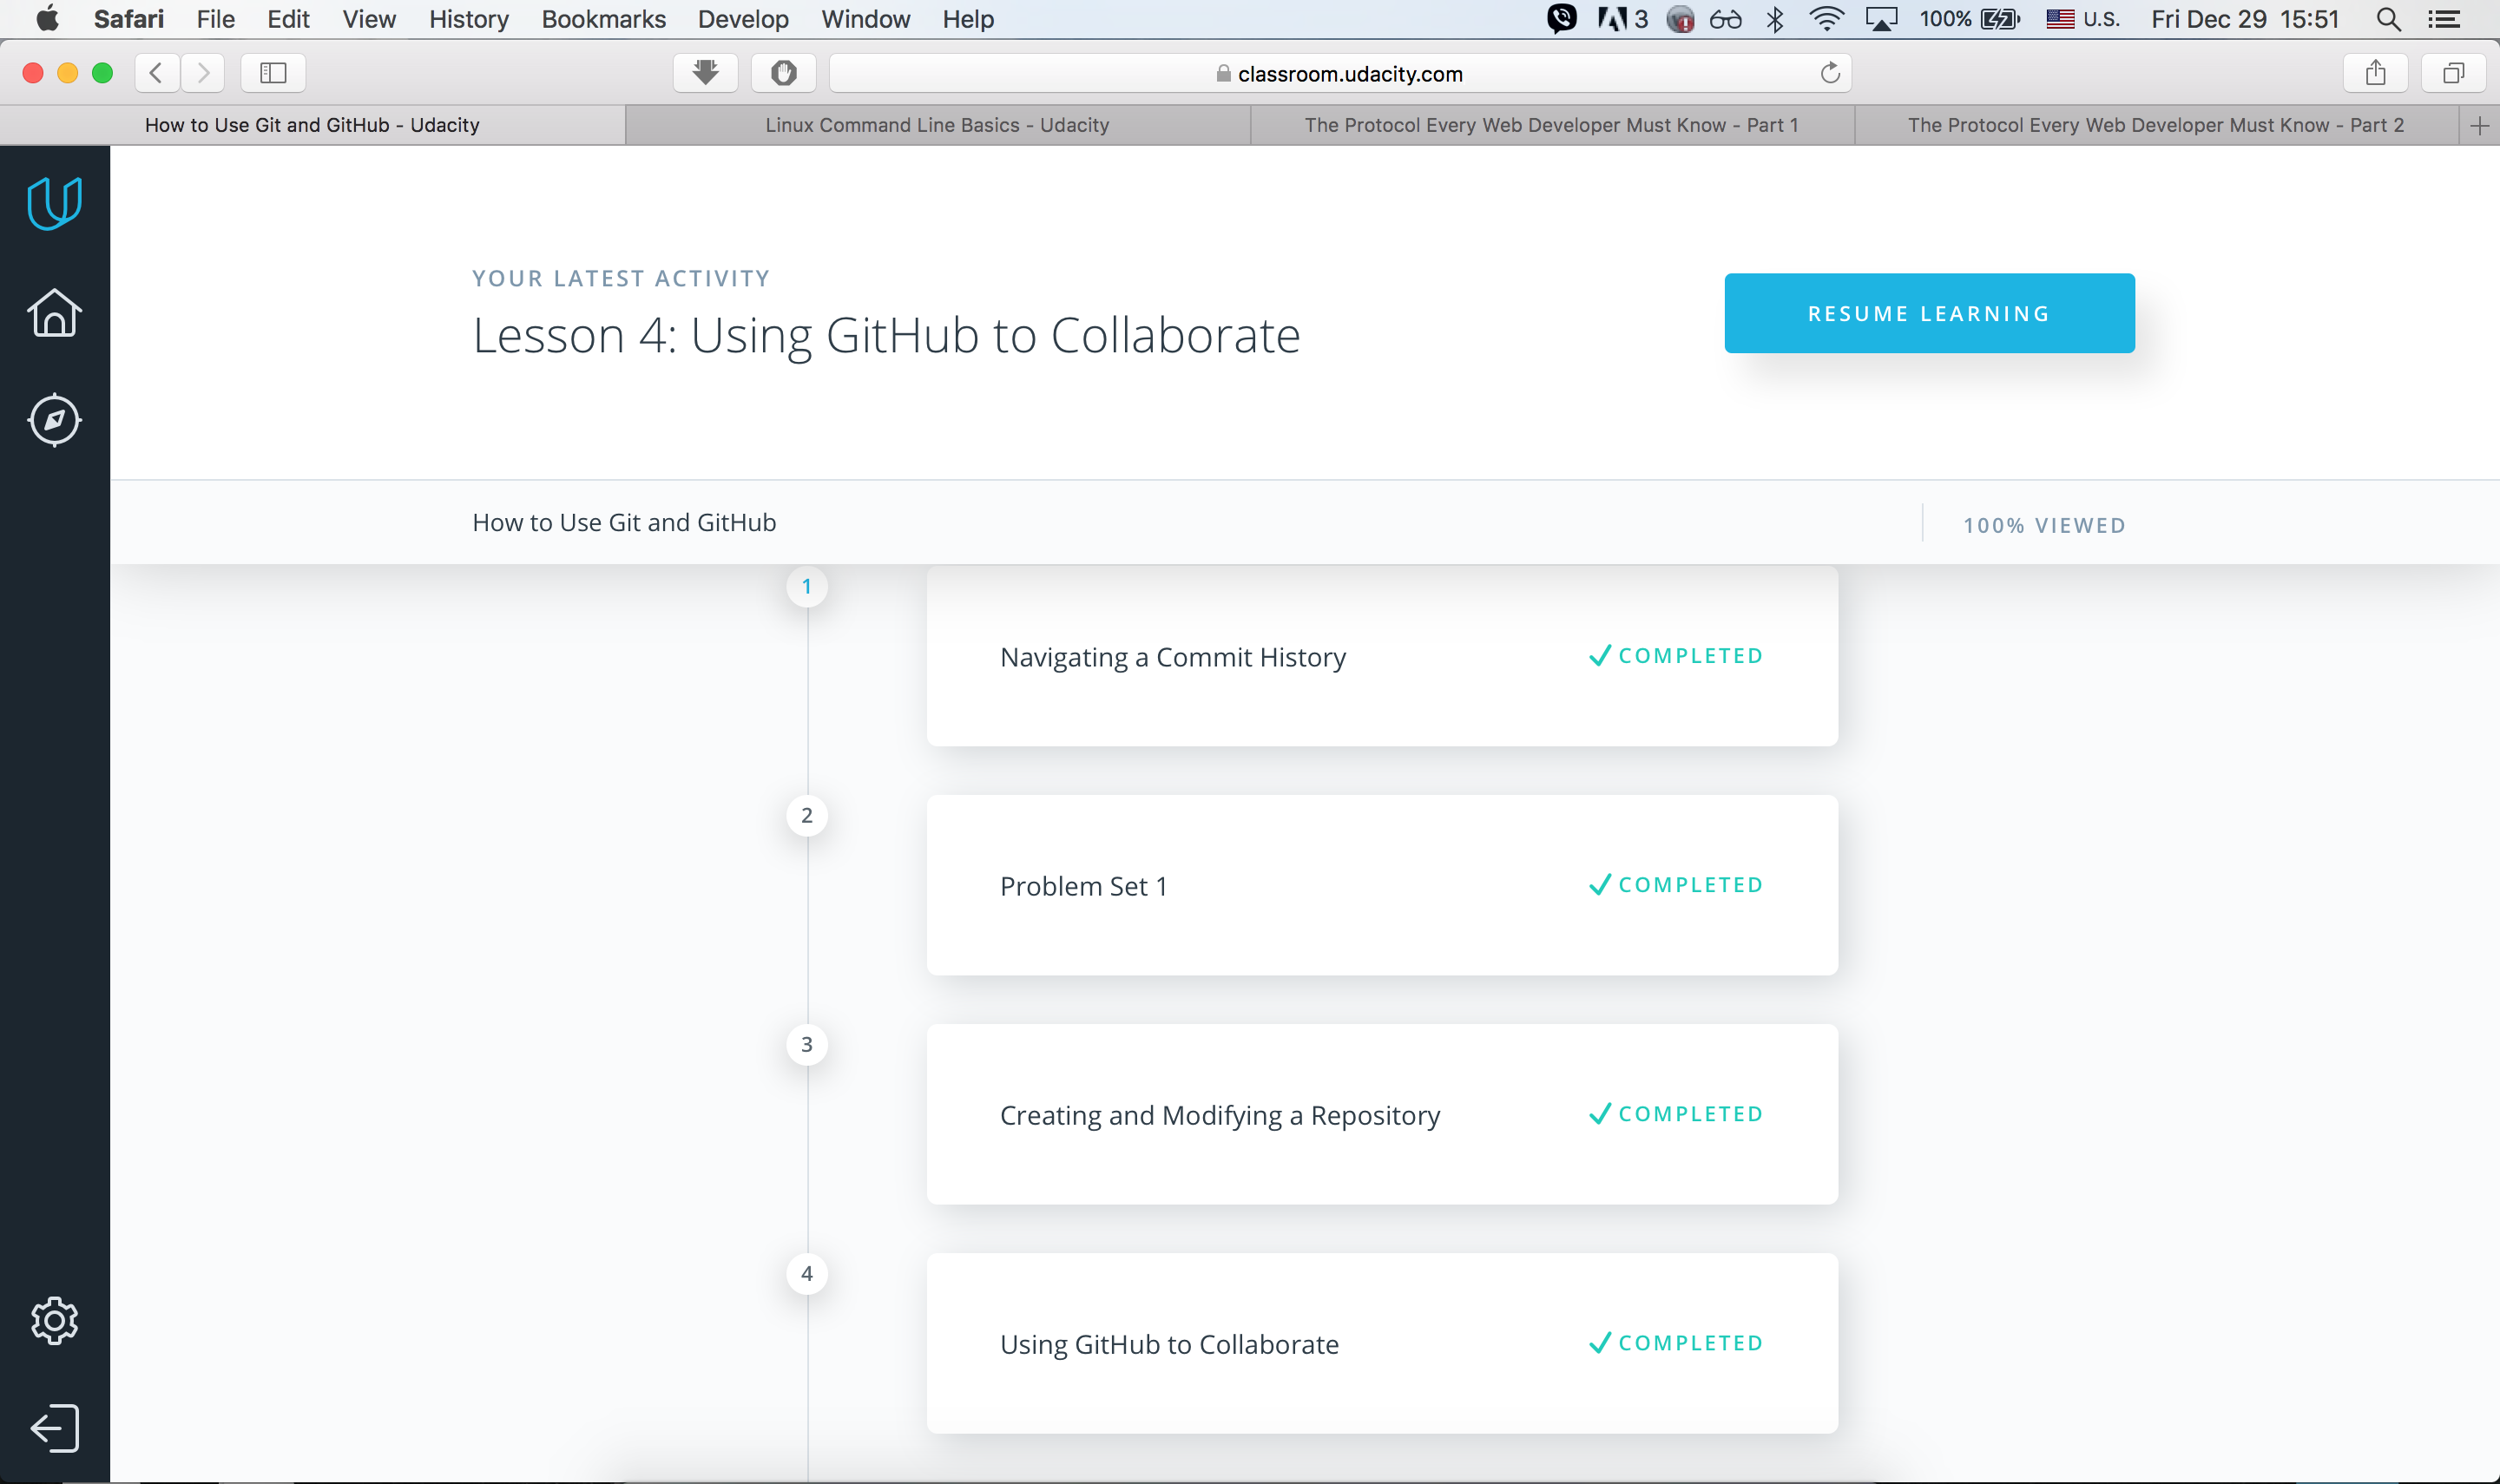 Safari File Edit View History Bookmarks Develop Window Help 3 100% U.S. Fri Dec 29 15:51
classroom.udacity.com
How to Use Git and GitHub - Udacity
Linux Command Line Basics - Udacity
The Protocol Every Web Developer Must Know - Part 1
The Protocol Every Web Developer Must Know - Part 2
YOUR LATEST ACTIVITY
Lesson 4: Using GitHub to Collaborate
RESUME LEARNING
How to Use Git and GitHub
100% VIEWED
1
Navigating a Commit History
COMPLETED
2
Problem Set 1
COMPLETED
3
Creating and Modifying a Repository
COMPLETED
4
Using GitHub to Collaborate
COMPLETED